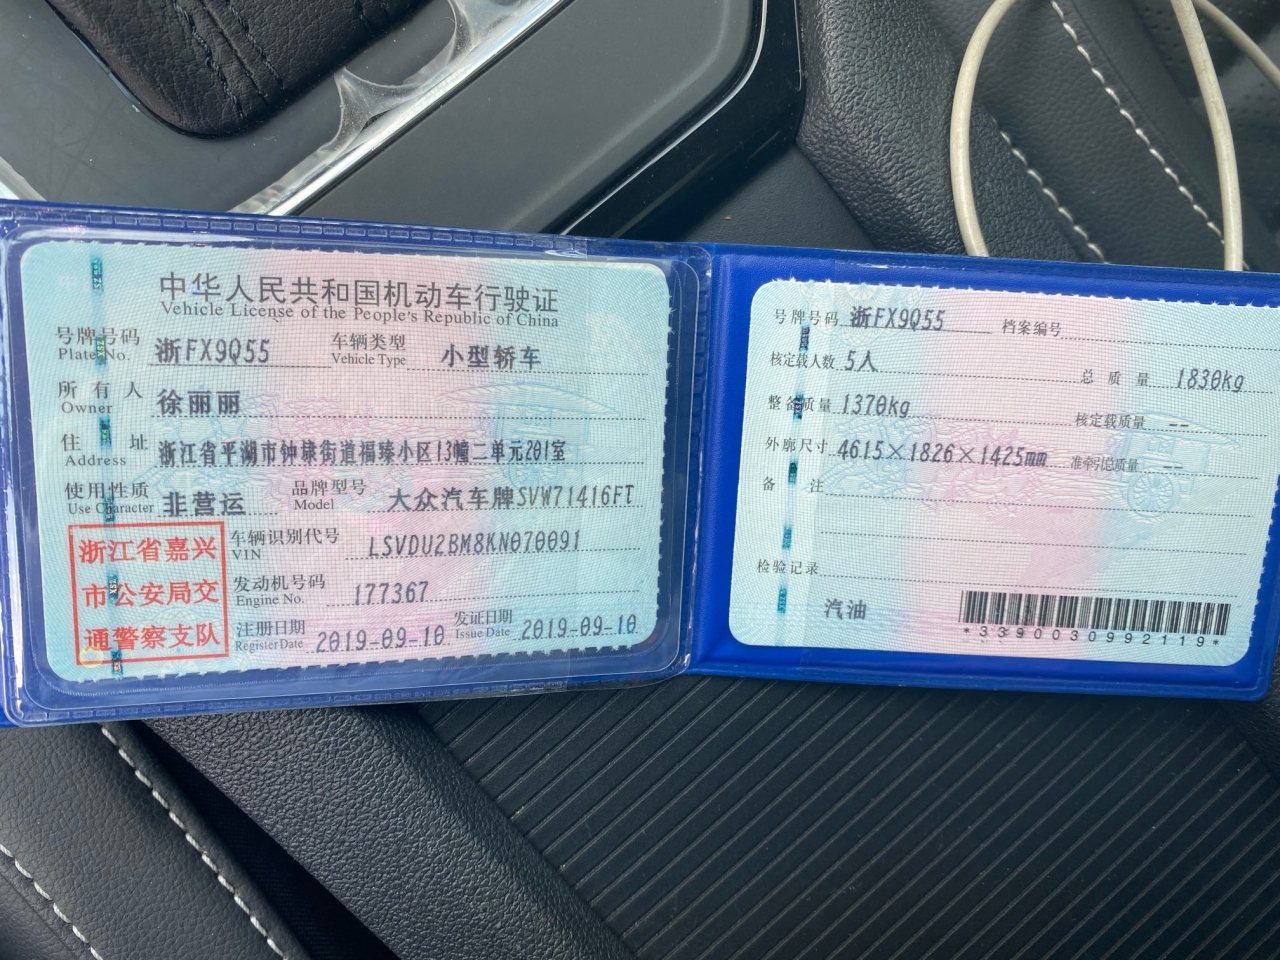 中华人民共和国机动车行驶证
Vehicle License of the People's Republic of China
号牌号码 浙FX9Q55 车辆类型 小型轿车
Plate No. Vehicle Type
所有人 徐丽丽
Owner
住址 浙江省平湖市钟埭街道福臻小区13幢二单元201室
Address
使用性质 非营运 品牌型号 大众汽车牌SVW71416FT
Use Character Model
浙江省嘉兴
市公安局交
通警察支队
车辆识别代号 LSVDU2BM8KN070091
VIN
发动机号码 177367
Engine No.
注册日期 2019-09-10 发证日期 2019-09-10
Register Date Issue Date
号牌号码 浙FX9Q55 档案编号
核定载人数 5人 总质量 1830kg
整备质量 1370kg 核定载质量 --
外廓尺寸 4615×1826×1425mm 准牵引总质量 --
备注
检验记录
汽油
*3390030992119*